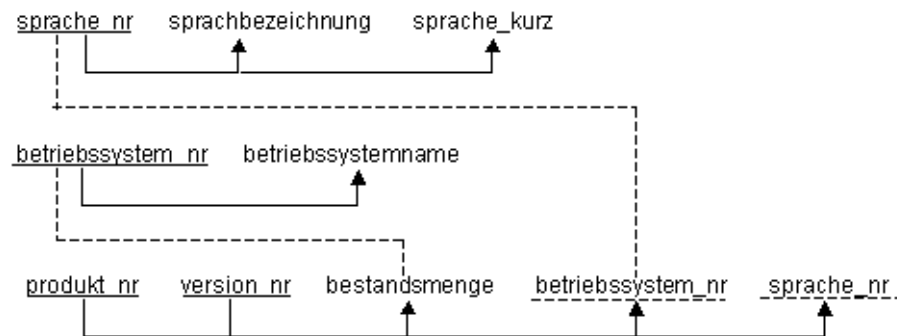 sprache_nr sprachbezeichnung sprache_kurz
betriebssystem_nr betriebssystemname
produkt_nr version_nr bestandsmenge betriebssystem_nr sprache_nr